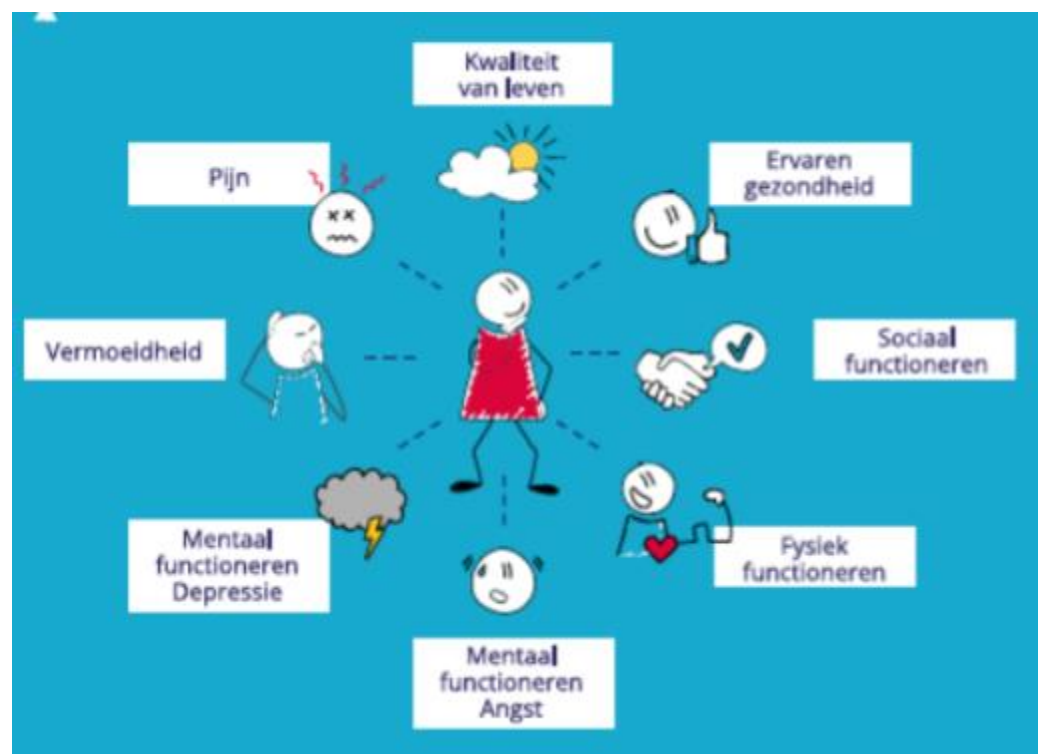 Kwaliteit
van leven
Pijn
Ervaren
gezondheid
Vermoeidheid
Sociaal
functioneren
Mentaal
functioneren
Depressie
Fysiek
functioneren
Mentaal
functioneren
Angst